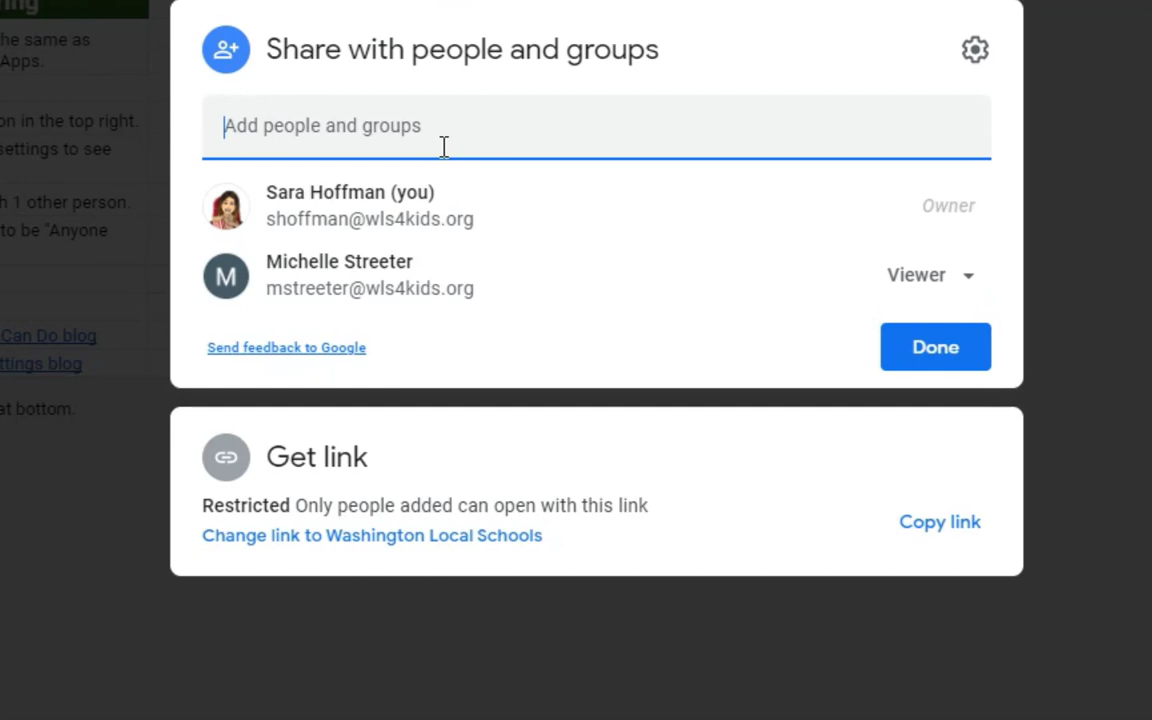 ing
Share with people and groups
he same as
Apps.
Add people and groups
on in the top right.
settings to see
Sara Hoffman (you)
shoffman@wls4kids.org
Owner
h 1 other person.
to be "Anyone
Michelle Streeter
M
mstreeter@wls4kids.org
Viewer
Can Do blog
ttings blog
Send feedback to Google
Done
at bottom.
Get link
Restricted Only people added can open with this link
Change link to Washington Local Schools
Copy link